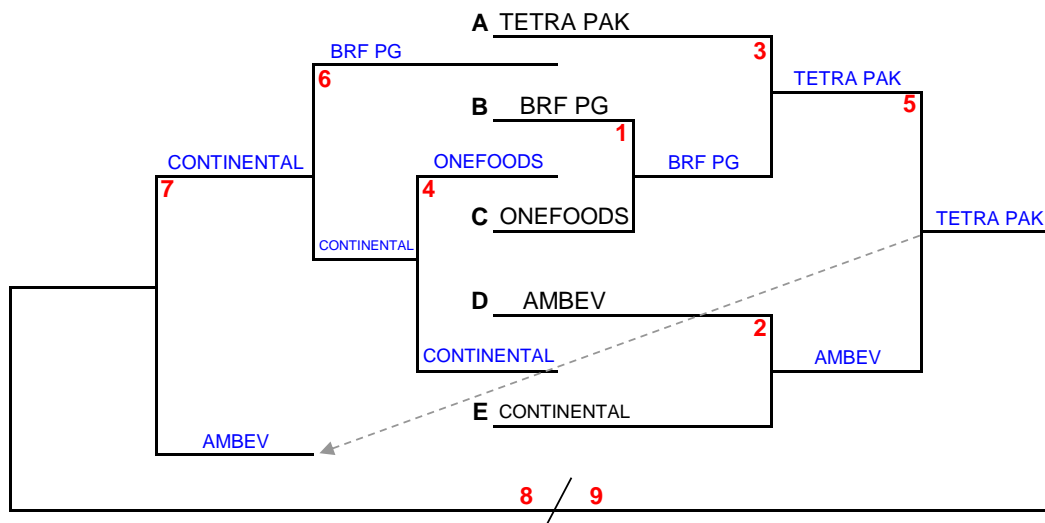 A TETRA PAK
BRF PG
3
6
TETRA PAK
5
B BRF PG
1
CONTINENTAL
ONEFOODS
BRF PG
7
4
C ONEFOODS
TETRA PAK
CONTINENTAL
D AMBEV
2
CONTINENTAL
AMBEV
E CONTINENTAL
AMBEV
8 9